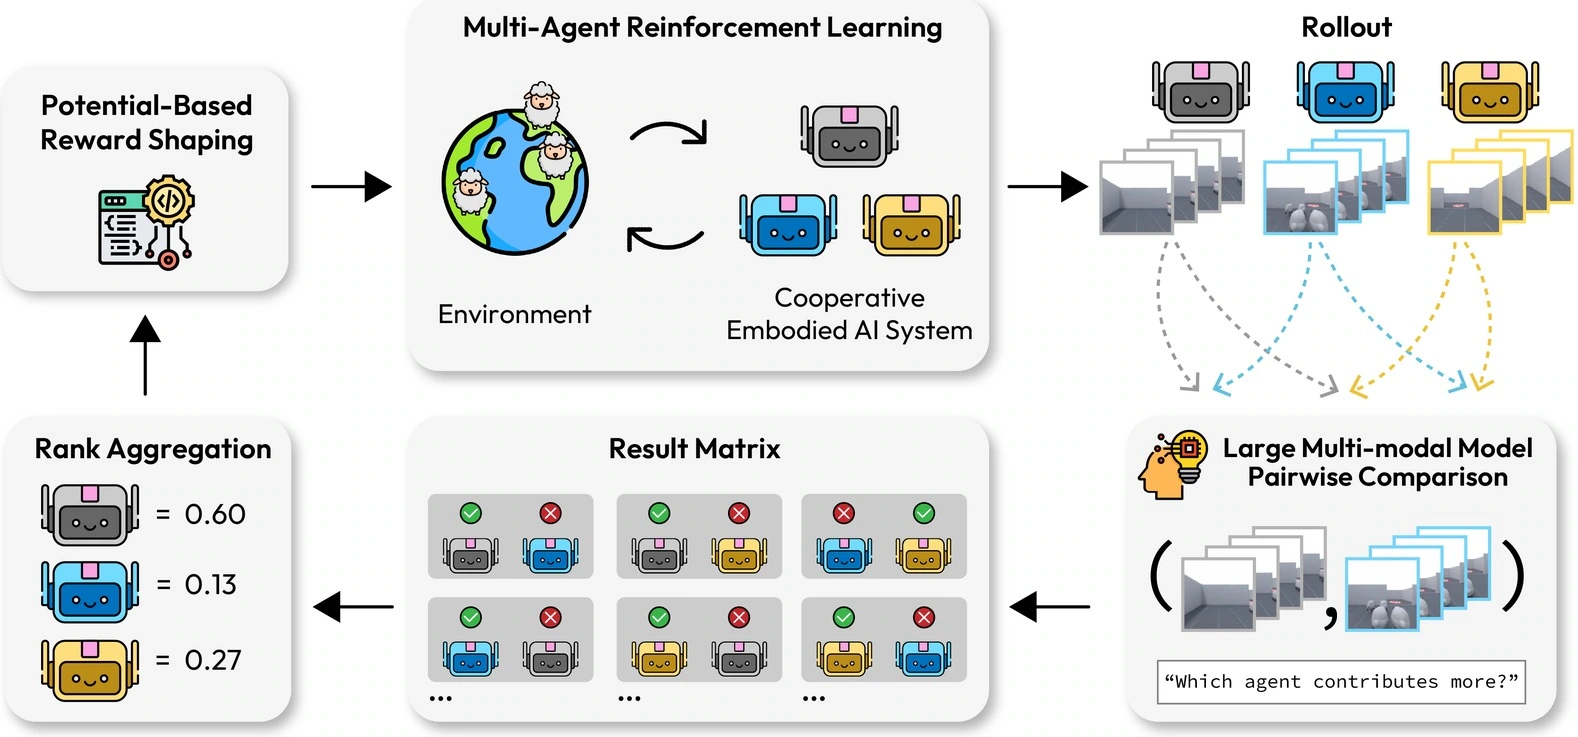 Potential-Based
Reward Shaping
Multi-Agent Reinforcement Learning
Environment
Cooperative
Embodied AI System
Rollout
Large Multi-modal Model
Pairwise Comparison
( , )
“Which agent contributes more?”
Result Matrix
... ... ...
Rank Aggregation
= 0.60
= 0.13
= 0.27